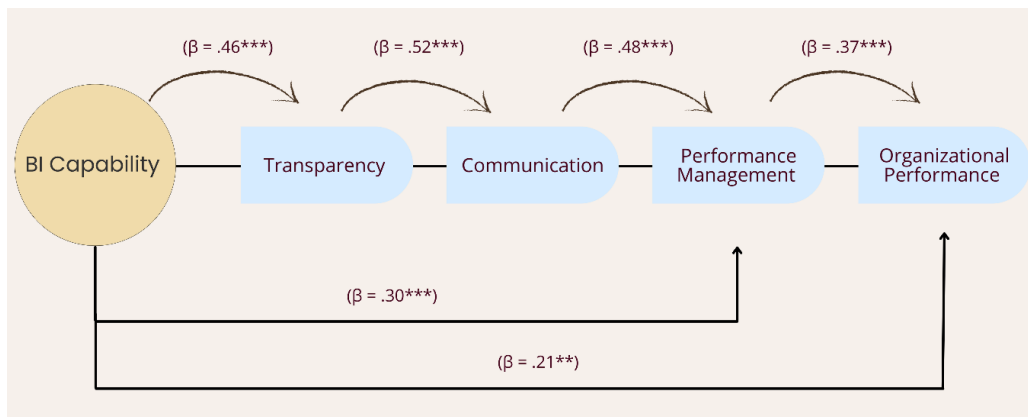 (β = .46***)
(β = .52***)
(β = .48***)
(β = .37***)
BI Capability
Transparency
Communication
Performance
Management
Organizational
Performance
(β = .30***)
(β = .21**)